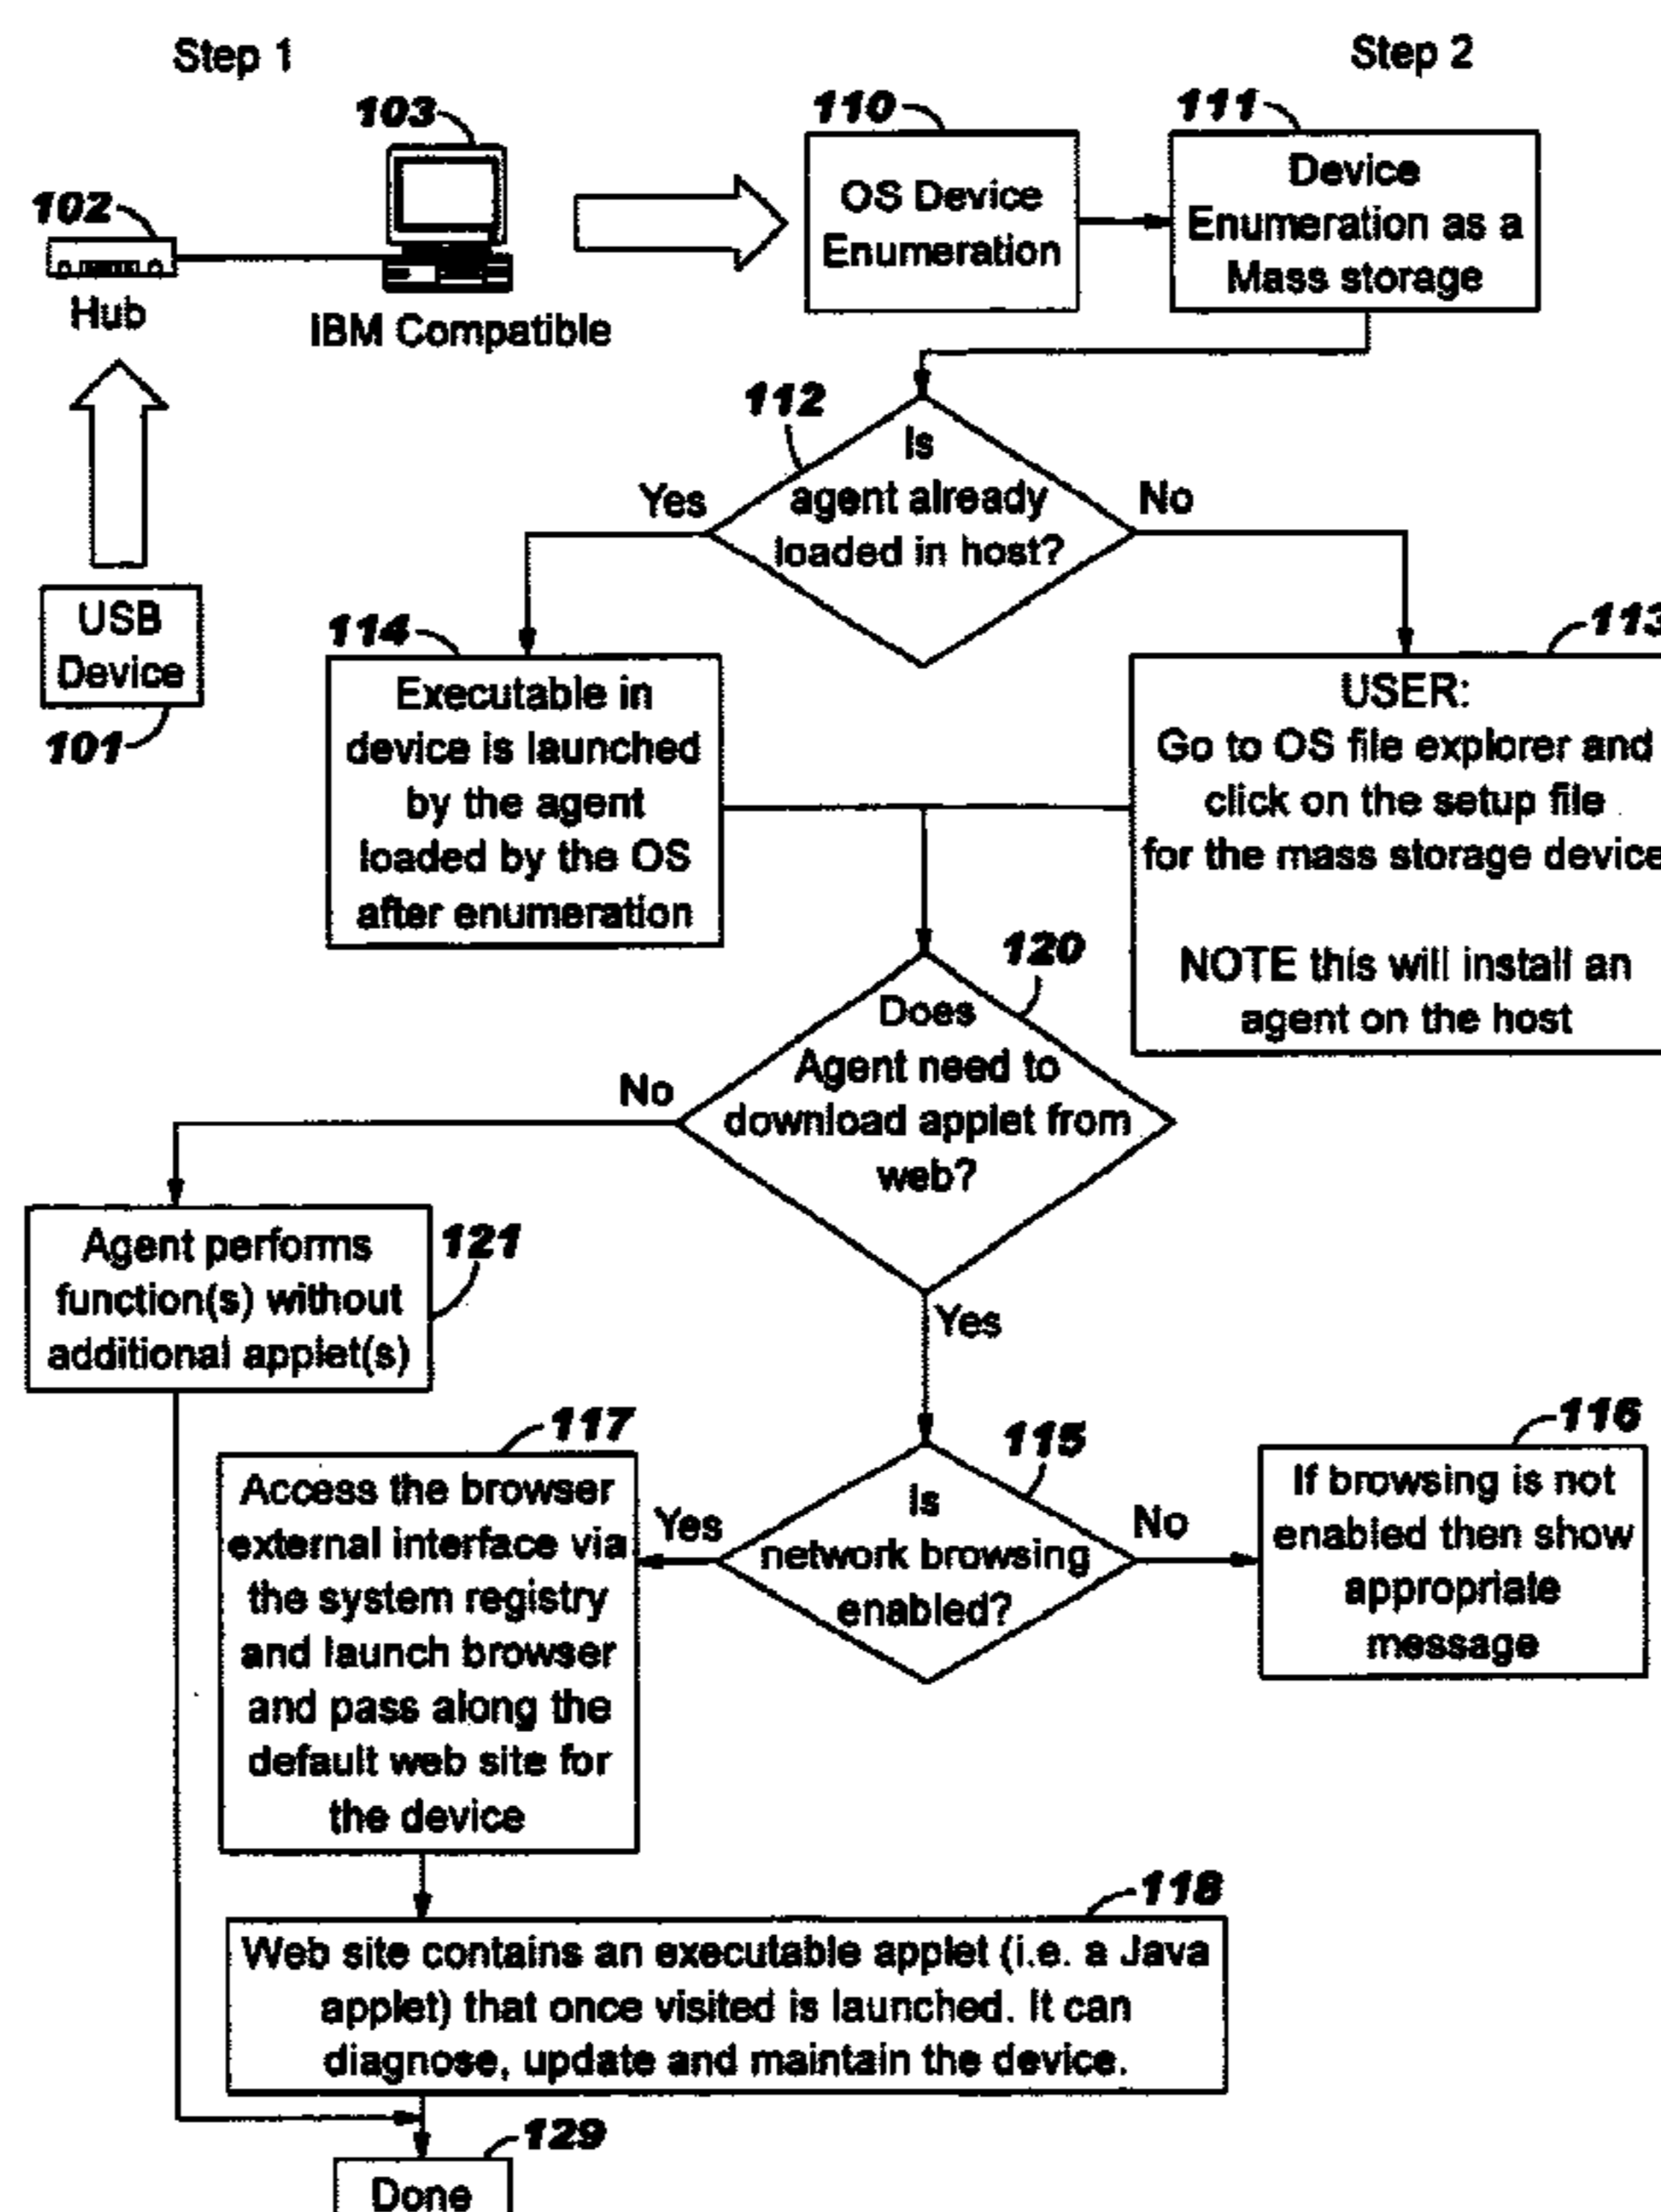 Step 1
Step 2
103
110
111
102
OS Device
Enumeration
Device
Enumeration as a
Mass storage
Hub
IBM Compatible
112
Is
agent already
loaded in host?
Yes
No
USB
Device
101
114
Executable in
device is launched
by the agent
loaded by the OS
after enumeration
113
USER:
Go to OS file explorer and
click on the setup file
for the mass storage device
NOTE this will install an
agent on the host
120
Does
Agent need to
download applet from
web?
No
Yes
Agent performs
function(s) without
additional applet(s)
121
117
Access the browser
external interface via
the system registry
and launch browser
and pass along the
default web site for
the device
115
Is
network browsing
enabled?
Yes
No
116
If browsing is not
enabled then show
appropriate
message
118
Web site contains an executable applet (i.e. a Java
applet) that once visited is launched. It can
diagnose, update and maintain the device.
129
Done